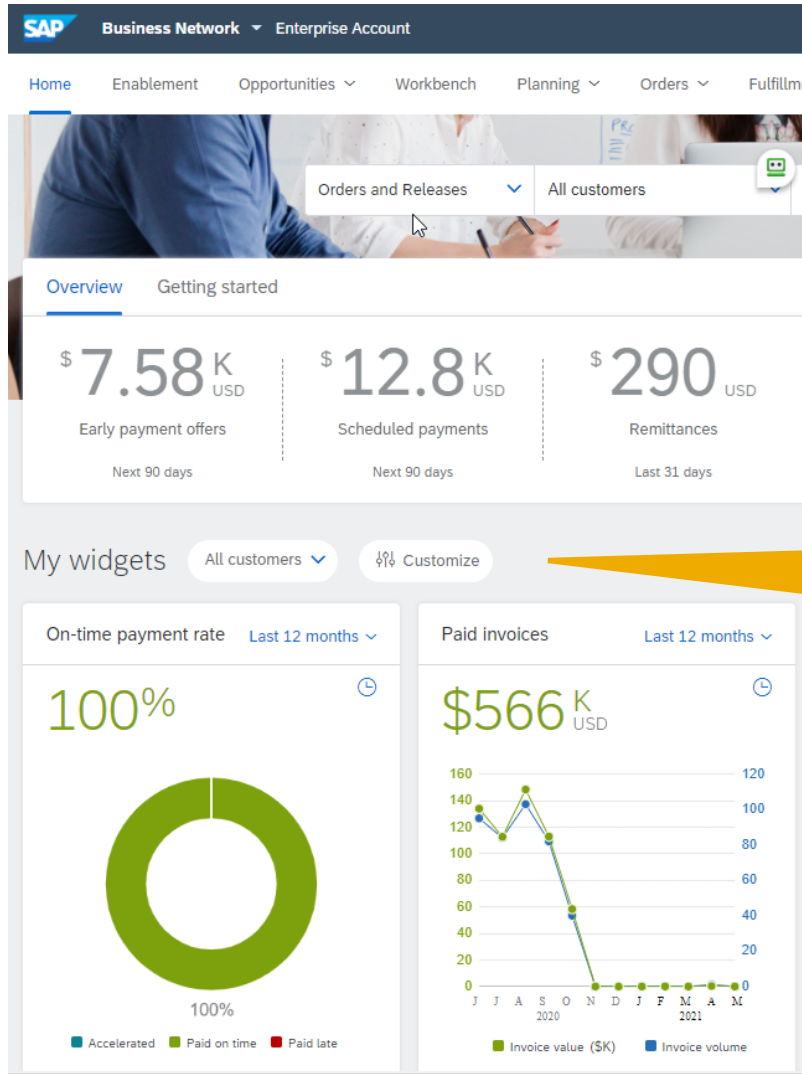 SAP Business Network Enterprise Account
Home Enablement Opportunities Workbench Planning Orders Fulfillm
Orders and Releases All customers
Overview Getting started
$ 7.58 K USD $ 12.8 K USD $ 290 USD
Early payment offers Scheduled payments Remittances
Next 90 days Next 90 days Last 31 days
My widgets All customers Customize
On-time payment rate Last 12 months Paid invoices Last 12 months
100% $566 K USD
160 120
140 100
120 80
100 60
80 40
60 20
40 0
20
0
J J A S O N D J F M A M
2020 2021
100%
Accelerated Paid on time Paid late
Invoice value ($K) Invoice volume